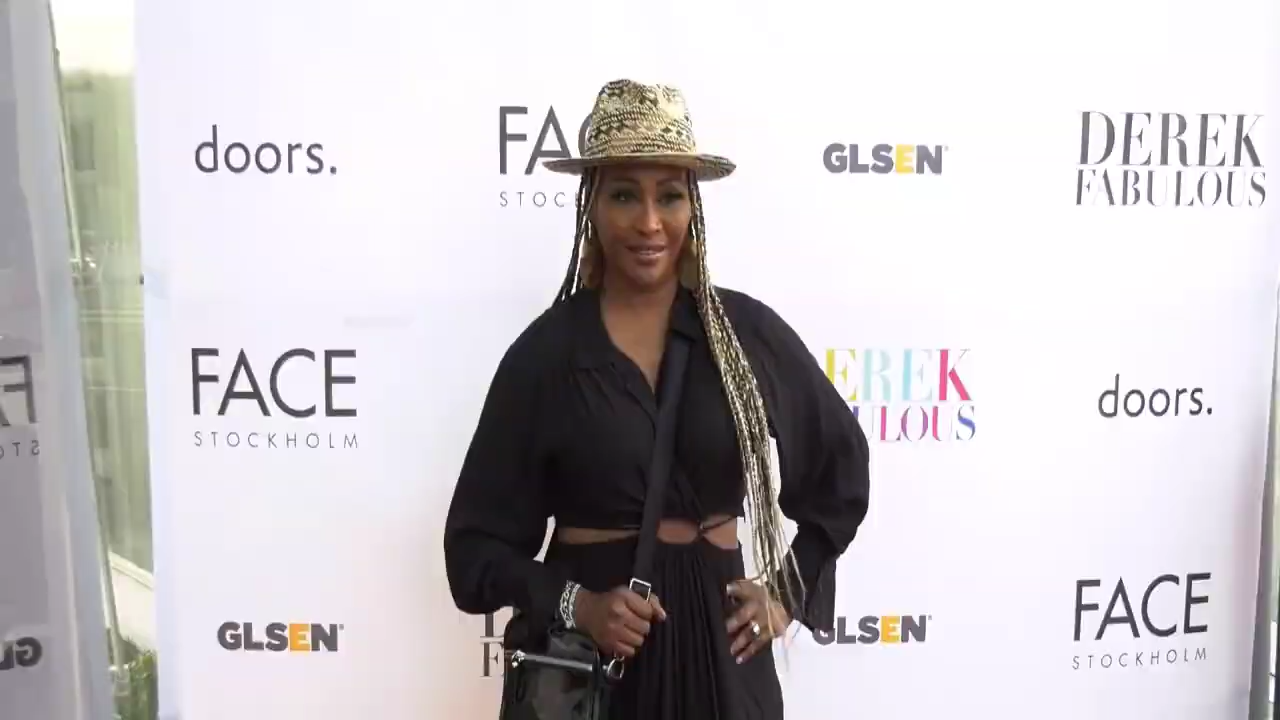 doors.
FAC
STOC
GLSEN
DEREK
FABULOUS
FACE
STOCKHOLM
EREK
ULOUS
doors.
GLSEN
GLSEN
FACE
STOCKHOLM